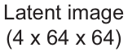 Latent image
(4 x 64 x 64)